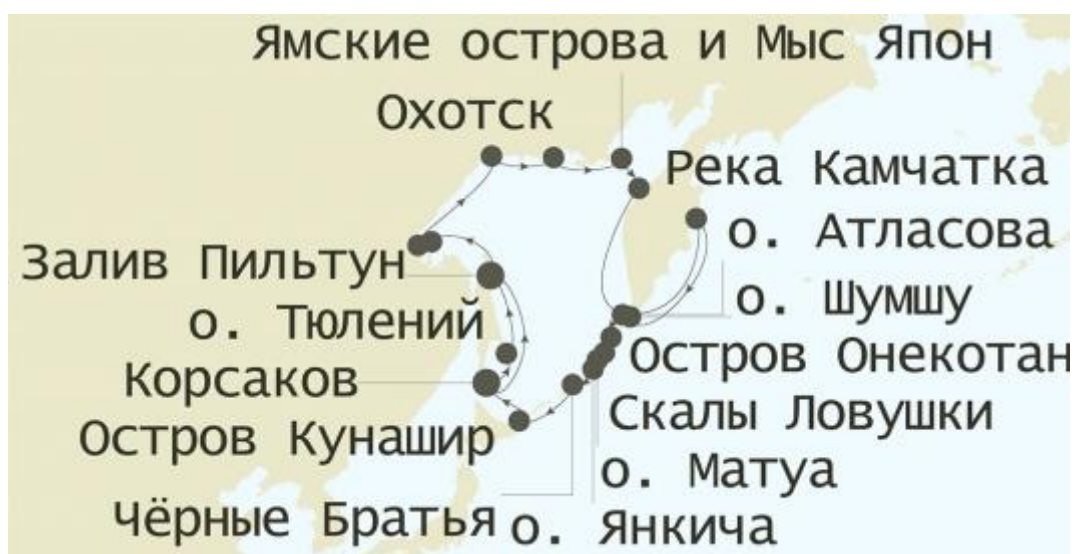 Ямские острова и Мыс Япон
Охотск
Река Камчатка
о. Атласова
Залив Пильтун
о. Шумшу
о. Тюлений
Остров Онекотан
Корсаков
Скалы Ловушки
Остров Кунашир
о. Матуа
Чёрные Братья
о. Янкича